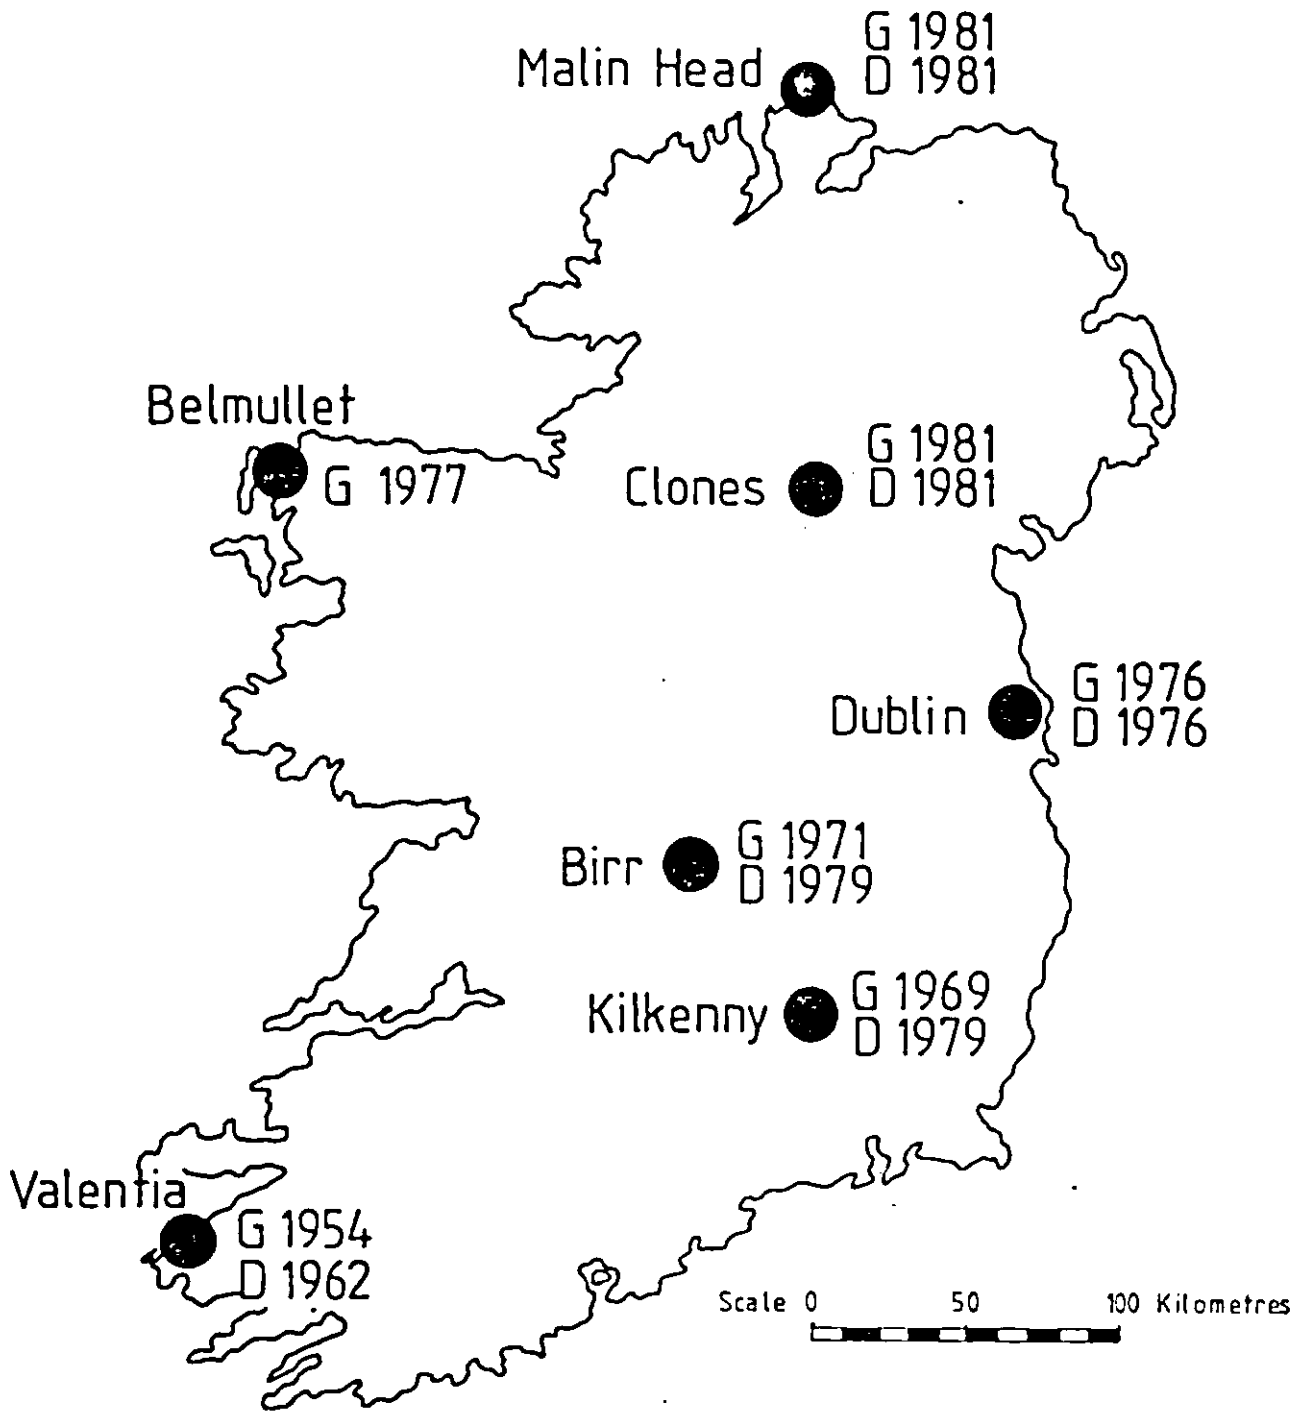 Malin Head
G 1981
D 1981
Belmullet
G 1977
Clones
G 1981
D 1981
Dublin
G 1976
D 1976
Birr
G 1971
D 1979
Kilkenny
G 1969
D 1979
Valentia
G 1954
D 1962
Scale 0 50 100 Kilometres